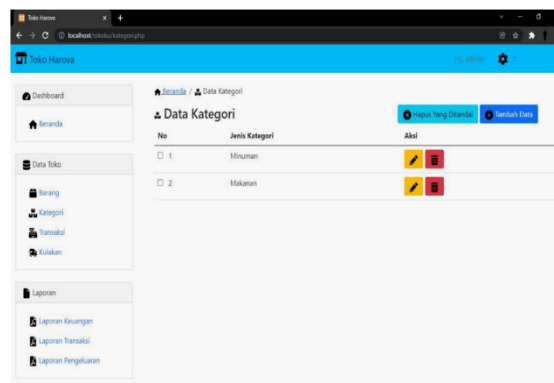 Toko Harova
localhost/tokoku/kategori.php
Toko Harova
Hy, admin
Dashboard
Beranda
Data Toko
Barang
Kategori
Transaksi
Kulakan
Laporan
Laporan Keuangan
Laporan Transaksi
Laporan Pengeluaran
Beranda / Data Kategori
Data Kategori
Hapus Yang Ditandai
Tambah Data
No Jenis Kategori Aksi
1 Minuman
2 Makanan